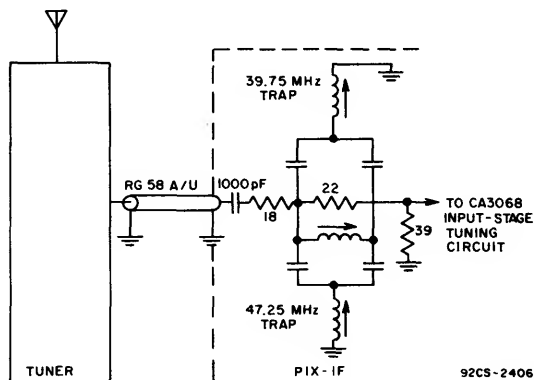 39.75 MHz
TRAP
RG 58 A/U
1000pF
18
22
39
TO CA3068
INPUT-STAGE
TUNING
CIRCUIT
47.25 MHz
TRAP
TUNER
PIX-IF
92CS-2406